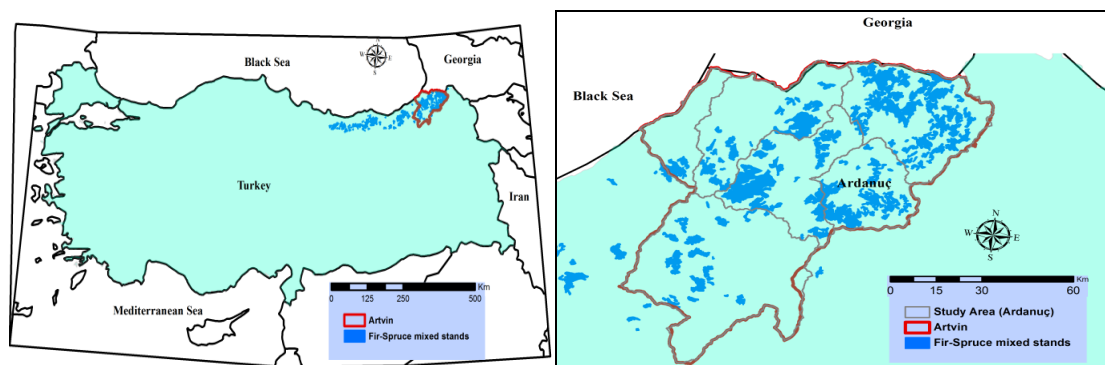 Black Sea
Georgia
N
W
E
S
Turkey
Iran
Mediterranean Sea
Km
0
125
250
500
Artvin
Fir-Spruce mixed stands
Georgia
Black Sea
Ardanuç
N
W
E
S
Km
0
15
30
60
Study Area (Ardanuç)
Artvin
Fir-Spruce mixed stands